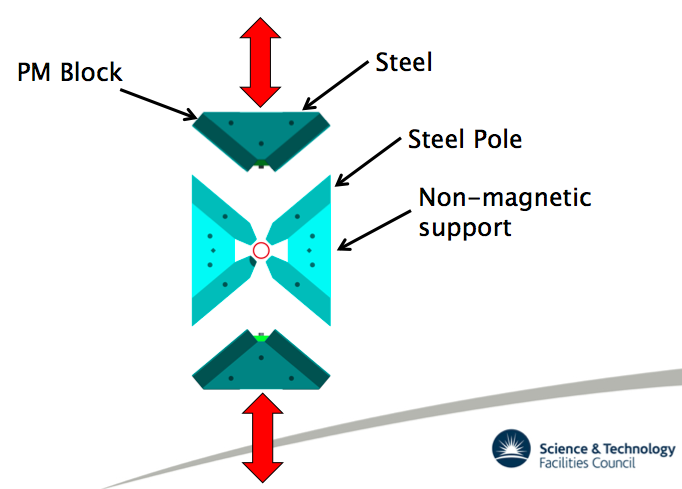 PM Block
Steel
Steel Pole
Non-magnetic
support
Science & Technology
Facilities Council